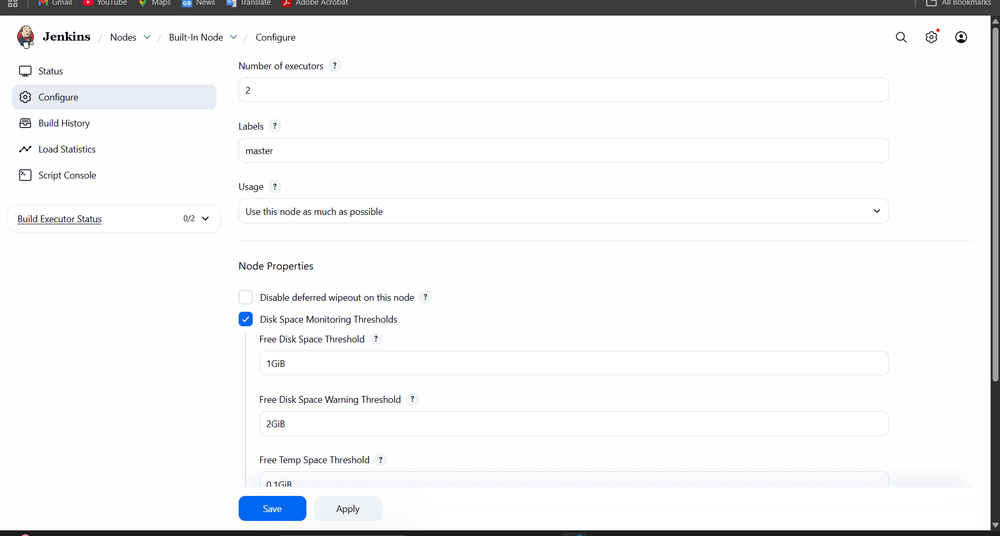 Gmail YouTube Maps News Translate Adobe Acrobat All Bookmarks
Jenkins / Nodes / Built-In Node / Configure
Status
Configure
Build History
Load Statistics
Script Console
Build Executor Status 0/2
Number of executors ?
2
Labels ?
master
Usage ?
Use this node as much as possible
Node Properties
Disable deferred wipeout on this node ?
Disk Space Monitoring Thresholds
Free Disk Space Threshold ?
1GiB
Free Disk Space Warning Threshold ?
2GiB
Free Temp Space Threshold ?
0.1GiB
Save Apply